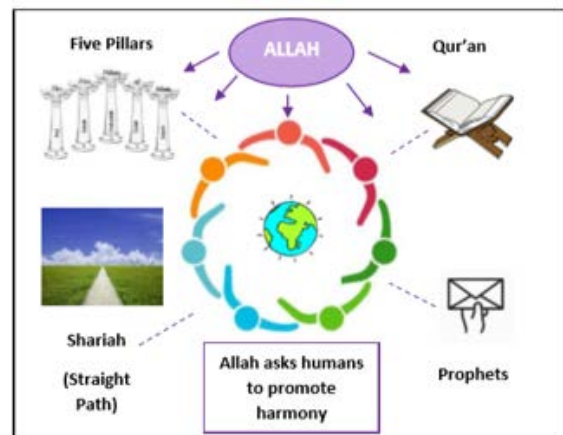 Five Pillars
ALLAH
Qur'an
Shariah
(Straight
Path)
Allah asks humans
to promote
harmony
Prophets